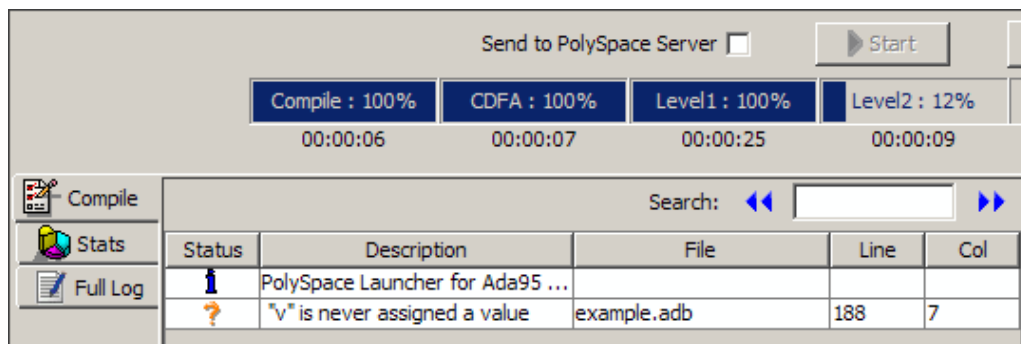 Send to PolySpace Server Start
Compile : 100% CDFA : 100% Level1 : 100% Level2 : 12%
00:00:06 00:00:07 00:00:25 00:00:09
Compile Search:
Stats Status Description File Line Col
Full Log PolySpace Launcher for Ada95 ...
"v" is never assigned a value example.adb 188 7